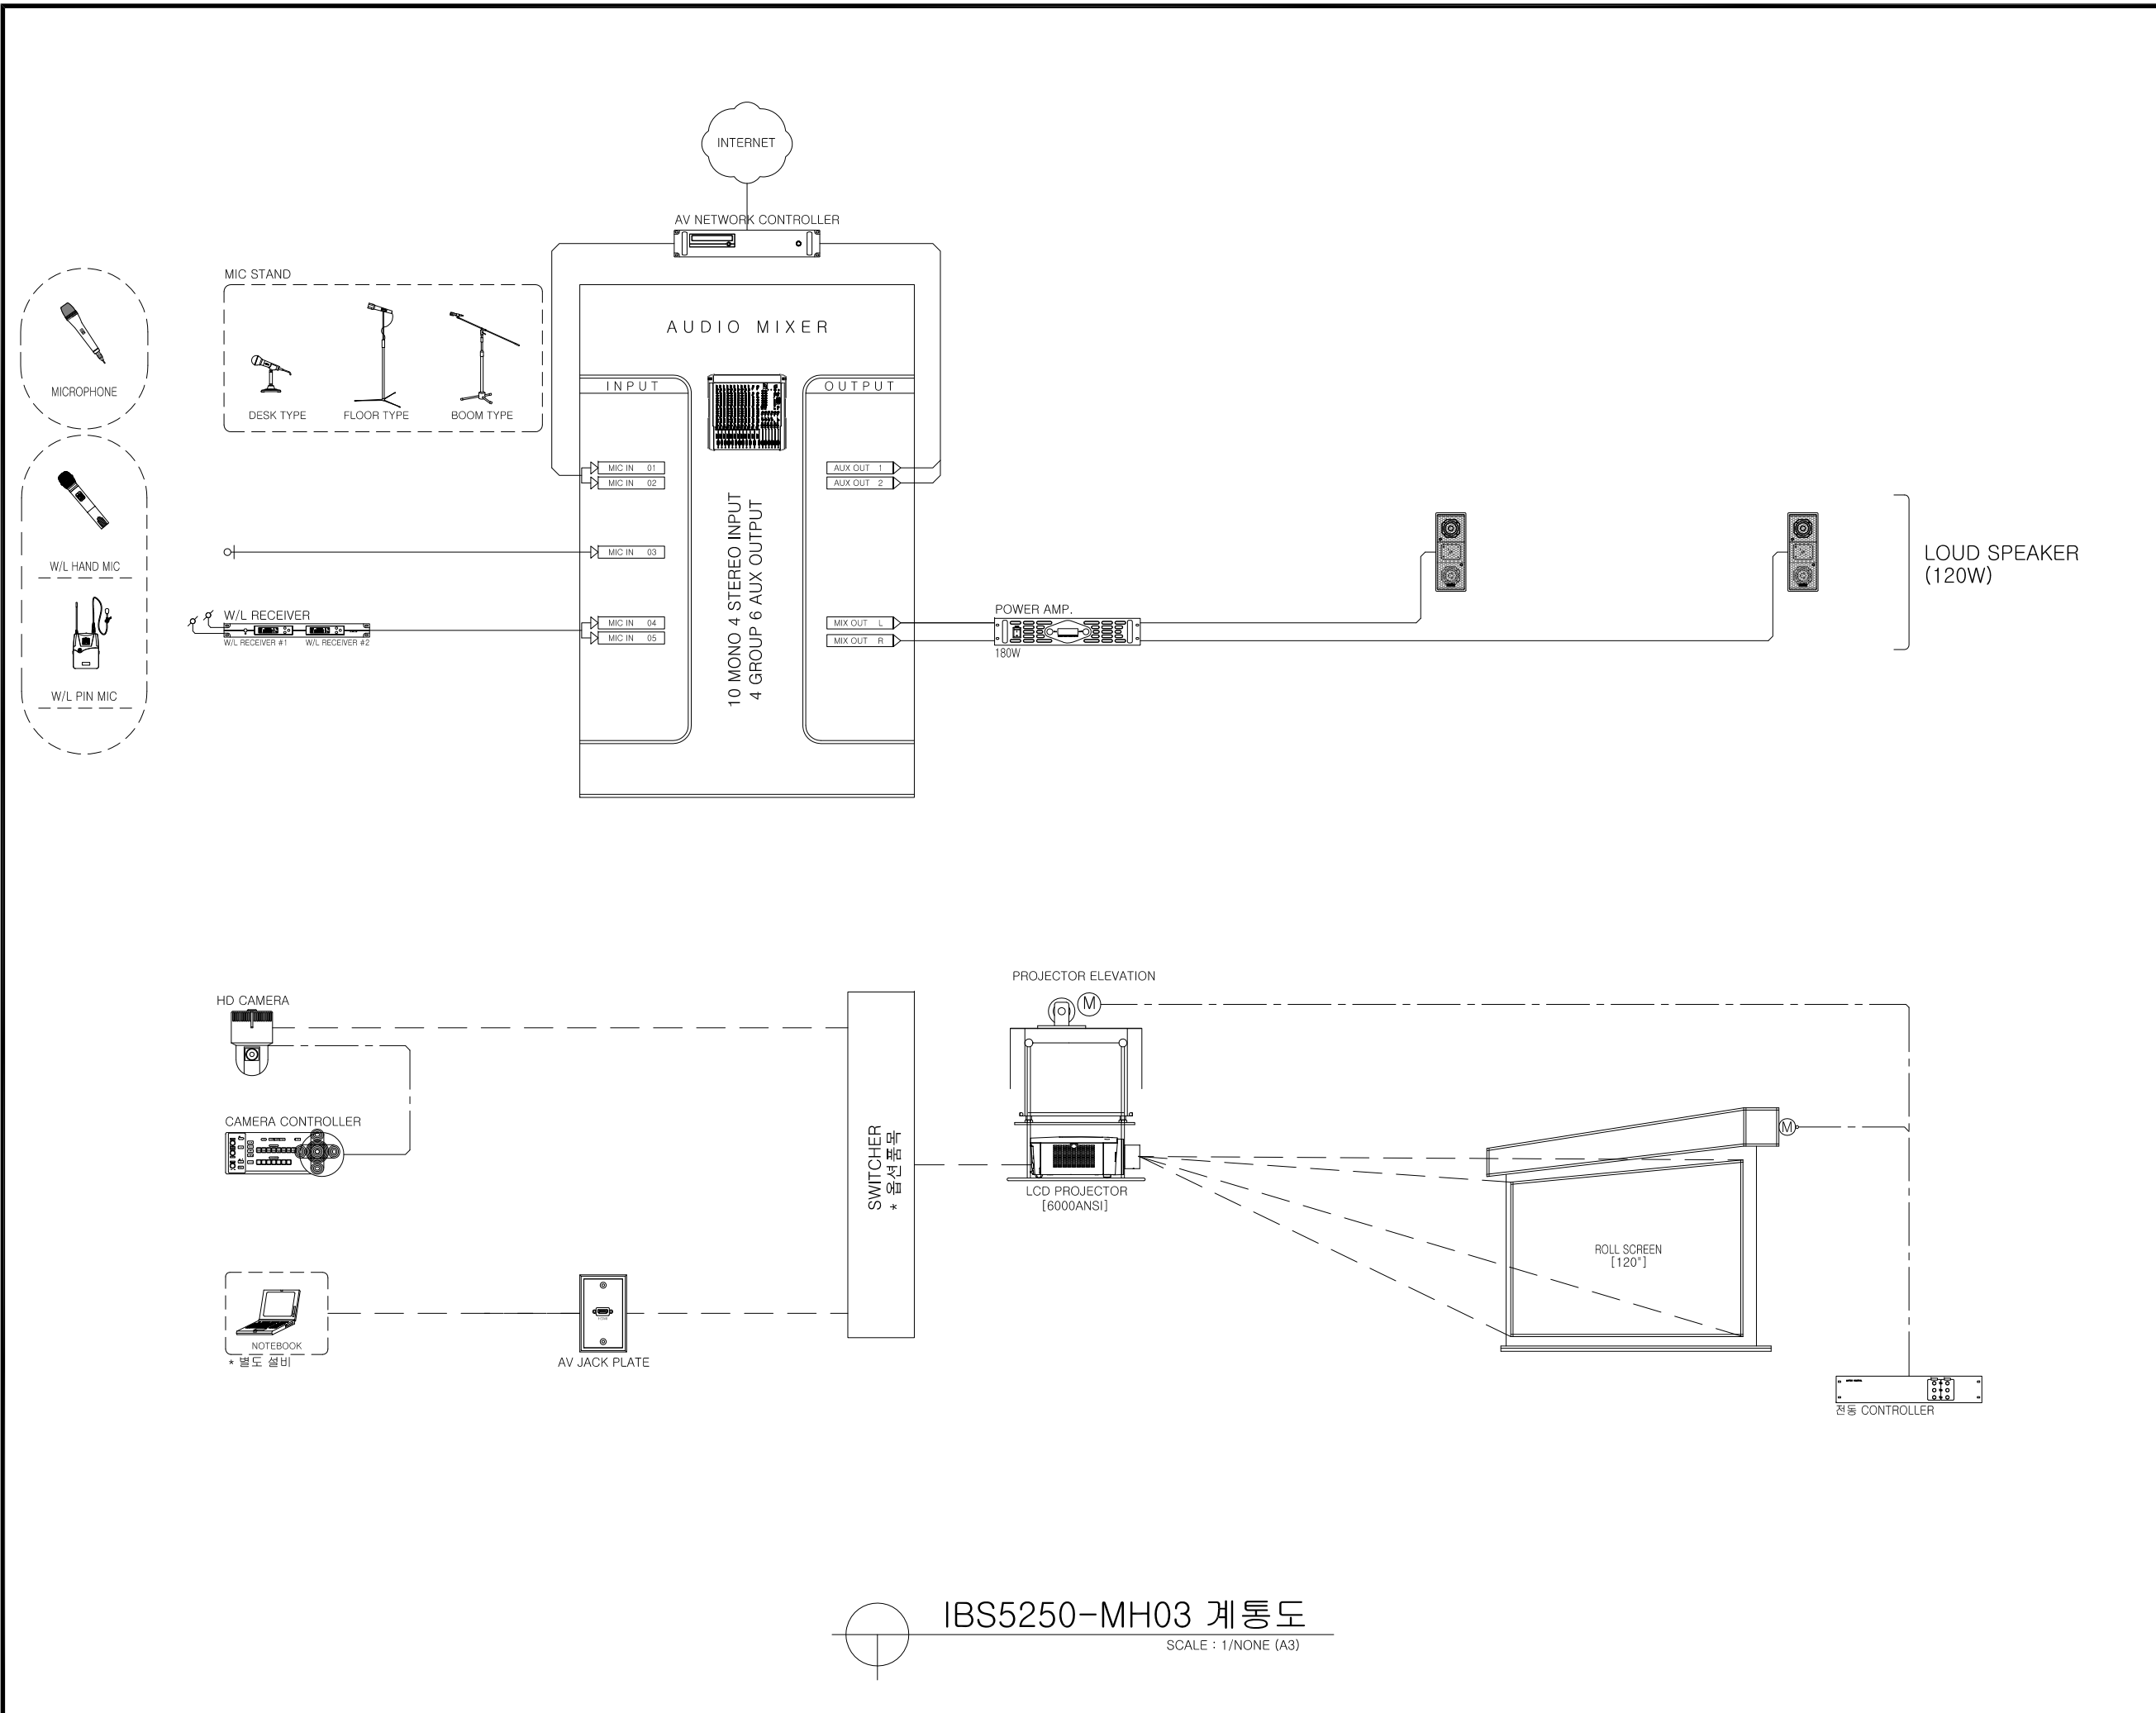 INTERNET
AV NETWORK CONTROLLER
MIC STAND
DESK TYPE
FLOOR TYPE
BOOM TYPE
MICROPHONE
W/L HAND MIC
W/L PIN MIC
AUDIO MIXER
INPUT
OUTPUT
MIC IN 01
MIC IN 02
MIC IN 03
MIC IN 04
MIC IN 05
AUX OUT 1
AUX OUT 2
MIX OUT L
MIX OUT R
10 MONO 4 STEREO INPUT
4 GROUP 6 AUX OUTPUT
W/L RECEIVER
W/L RECEIVER #1
W/L RECEIVER #2
POWER AMP.
180W
LOUD SPEAKER
(120W)
HD CAMERA
CAMERA CONTROLLER
NOTEBOOK
* 별도 설비
AV JACK PLATE
SWITCHER
* 옵션품목
PROJECTOR ELEVATION
M
LCD PROJECTOR
[6000ANSI]
M
ROLL SCREEN
[120"]
전동 CONTROLLER
IBS5250-MH03 계통도
SCALE : 1/NONE (A3)